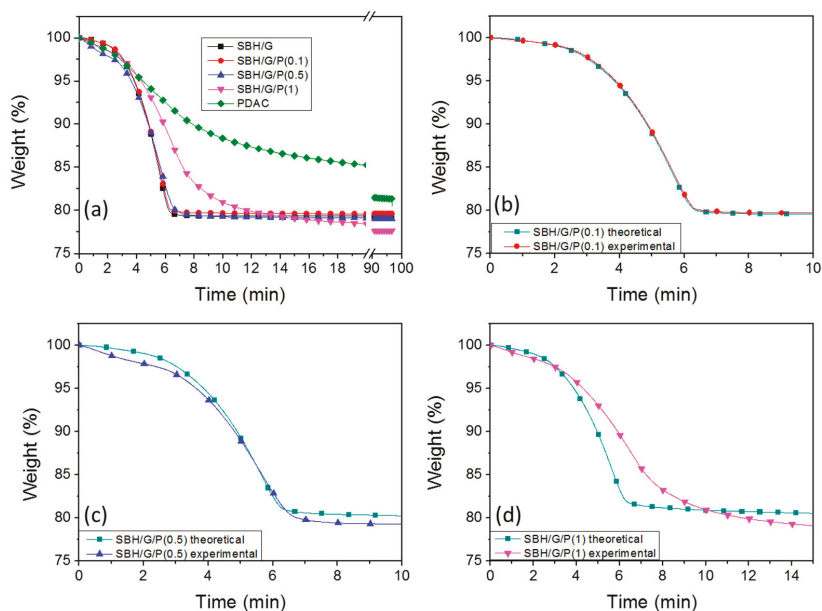 100
95
90
85
80
75
Weight (%)
(a)
SBH/G
SBH/G/P(0.1)
SBH/G/P(0.5)
SBH/G/P(1)
PDAC
0 2 4 6 8 10 12 14 16 18 90 100
Time (min)
100
95
90
85
80
75
Weight (%)
(b)
SBH/G/P(0.1) theoretical
SBH/G/P(0.1) experimental
0 2 4 6 8 10
Time (min)
100
95
90
85
80
75
Weight (%)
(c)
SBH/G/P(0.5) theoretical
SBH/G/P(0.5) experimental
0 2 4 6 8 10
Time (min)
100
95
90
85
80
75
Weight (%)
(d)
SBH/G/P(1) theoretical
SBH/G/P(1) experimental
0 2 4 6 8 10 12 14
Time (min)